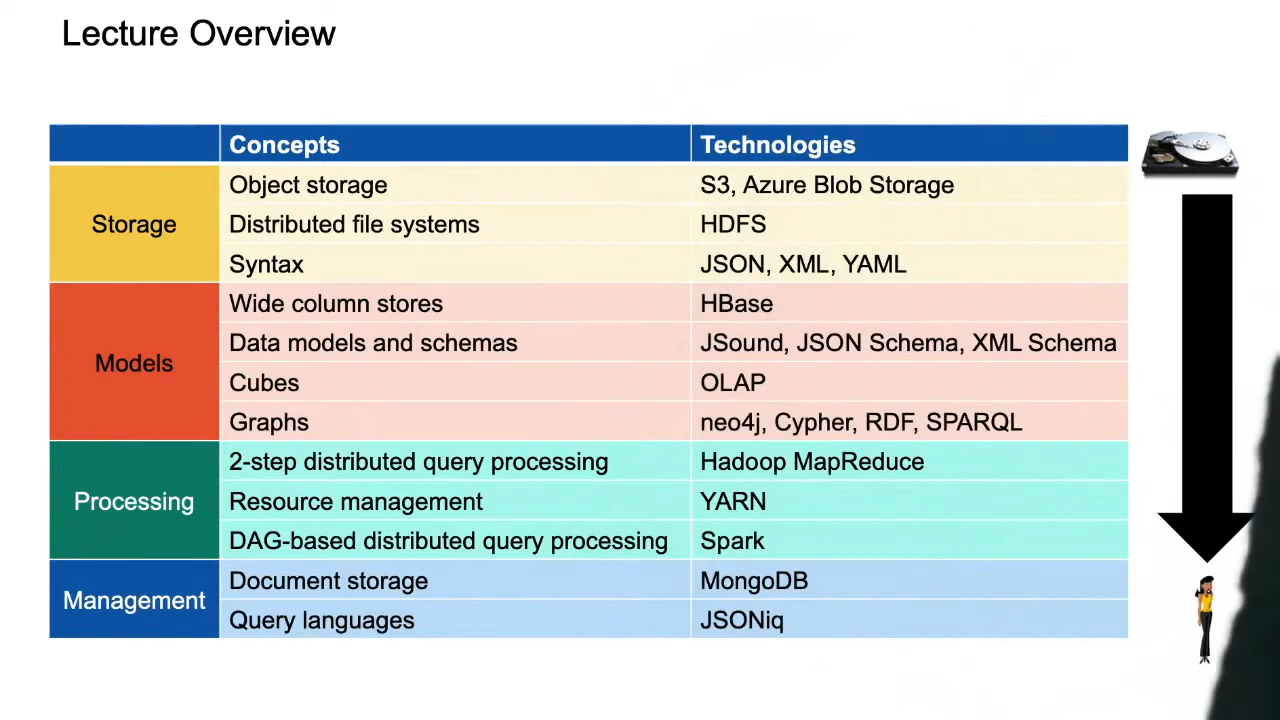 Lecture Overview
Concepts Technologies
Storage
Object storage S3, Azure Blob Storage
Distributed file systems HDFS
Syntax JSON, XML, YAML
Models
Wide column stores HBase
Data models and schemas JSound, JSON Schema, XML Schema
Cubes OLAP
Graphs neo4j, Cypher, RDF, SPARQL
Processing
2-step distributed query processing Hadoop MapReduce
Resource management YARN
DAG-based distributed query processing Spark
Management
Document storage MongoDB
Query languages JSONiq